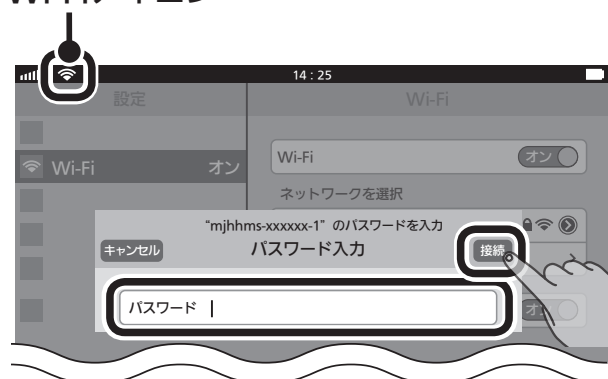 14 : 25
設定
Wi-Fi
Wi-Fi
オン
Wi-Fi
オン
ネットワークを選択
“mjhhms-xxxxxx-1” のパスワードを入力
キャンセル
パスワード入力
接続
パスワード
オン